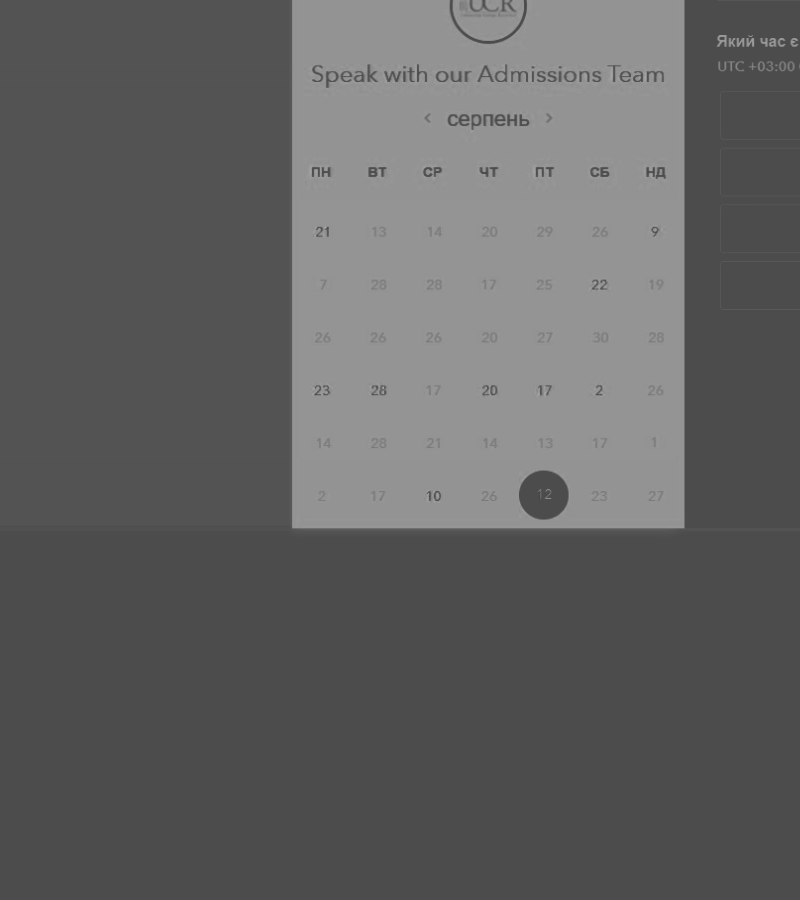 UCR
Speak with our Admissions Team
‹ серпень ›
ПН ВТ СР ЧТ ПТ СБ НД
21 13 14 20 29 26 9
7 28 28 17 25 22 19
26 26 26 20 27 30 28
23 28 17 20 17 2 26
14 28 21 14 13 17 1
2 17 10 26 12 23 27
Який час є
UTC +03:00